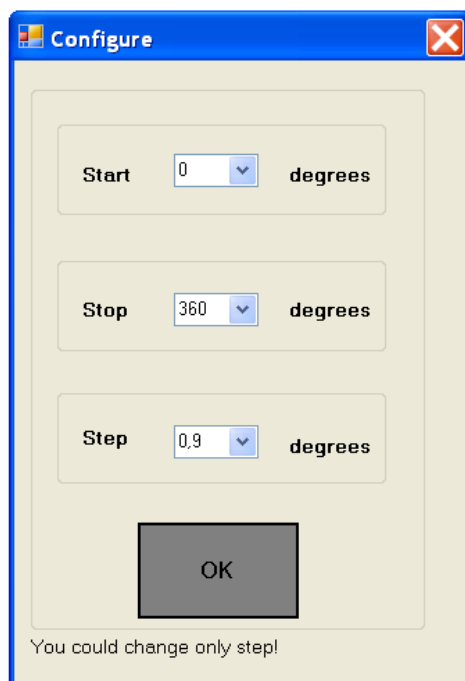 Configure
Start 0 degrees
Stop 360 degrees
Step 0,9 degrees
OK
You could change only step!